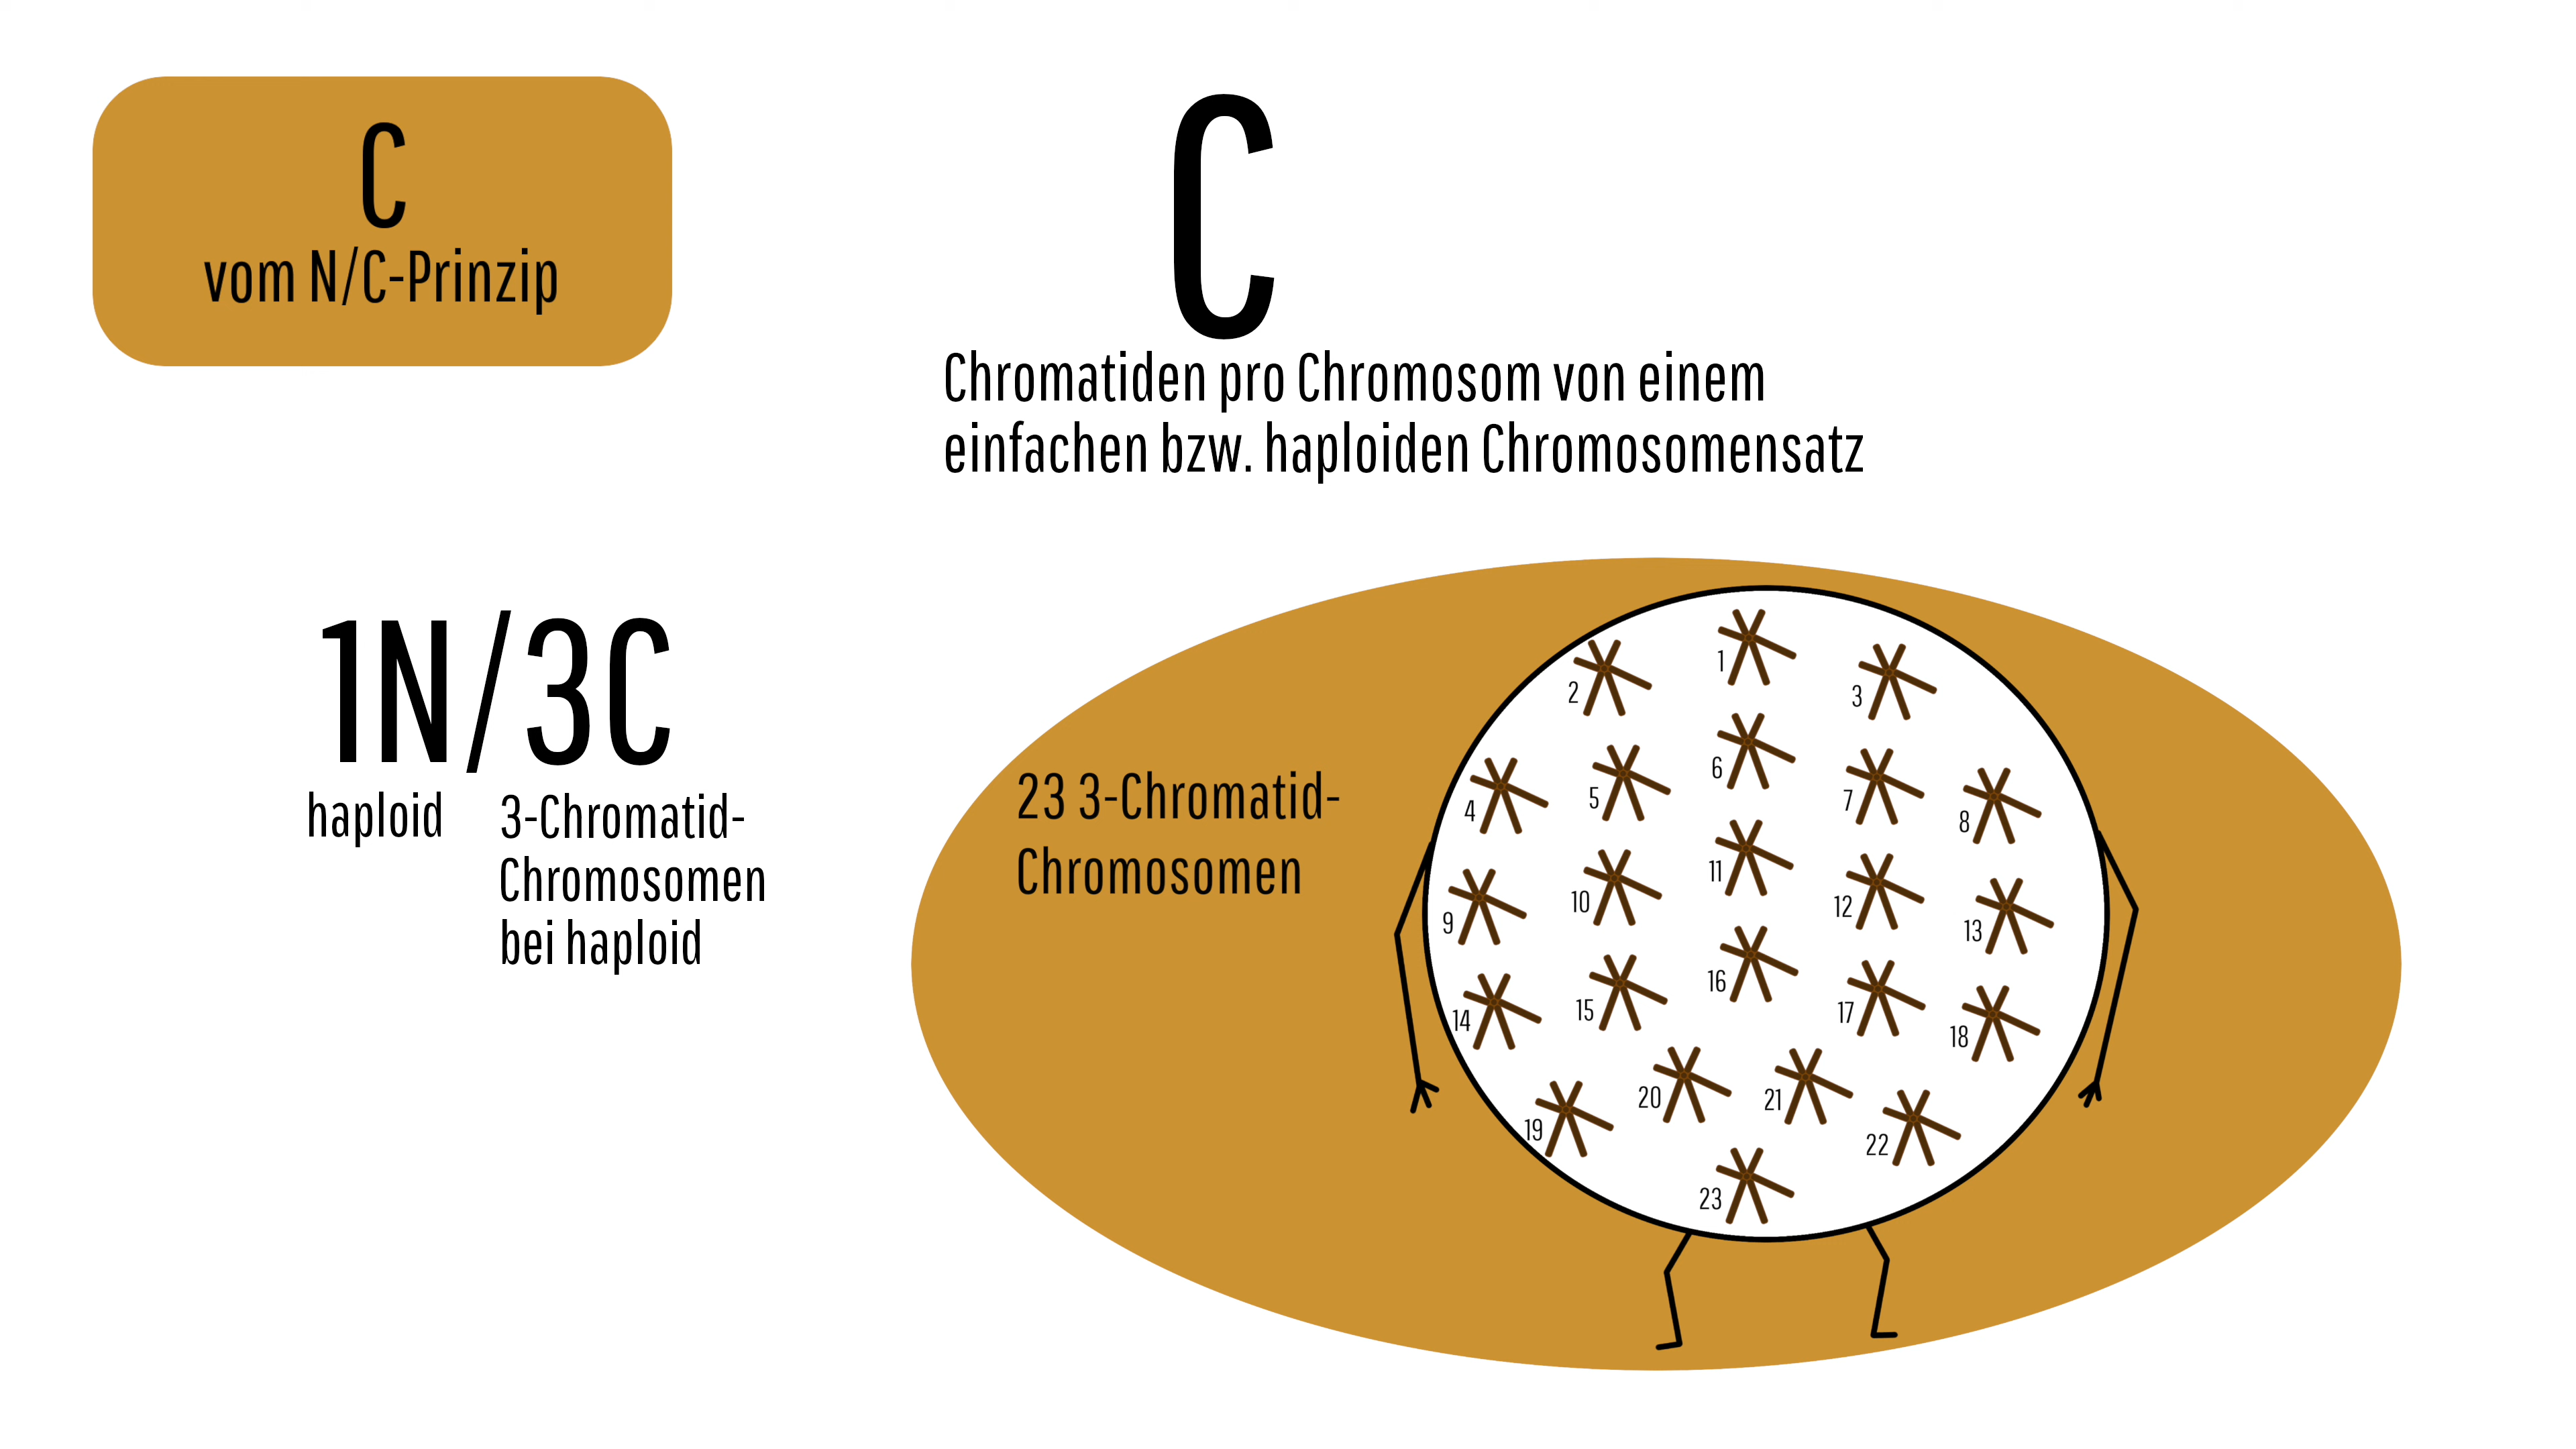 C
vom N/C-Prinzip
C
Chromatiden pro Chromosom von einem
einfachen bzw. haploiden Chromosomensatz
1N/3C
haploid
3-Chromatid-
Chromosomen
bei haploid
23 3-Chromatid-
Chromosomen
1
2
3
4
5
6
7
8
9
10
11
12
13
14
15
16
17
18
19
20
21
22
23